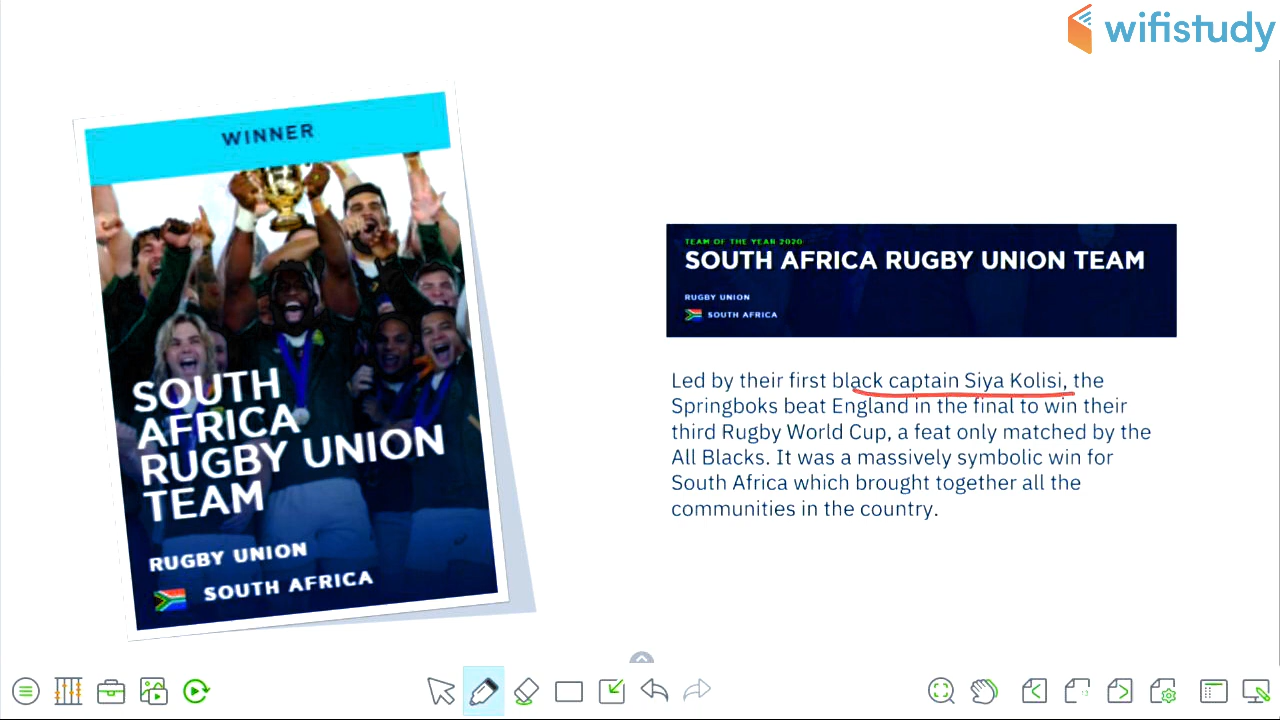 wifistudy
WINNER
SOUTH
AFRICA
RUGBY UNION
TEAM
RUGBY UNION
SOUTH AFRICA
TEAM OF THE YEAR 2020
SOUTH AFRICA RUGBY UNION TEAM
RUGBY UNION
SOUTH AFRICA
Led by their first black captain Siya Kolisi, the
Springboks beat England in the final to win their
third Rugby World Cup, a feat only matched by the
All Blacks. It was a massively symbolic win for
South Africa which brought together all the
communities in the country.